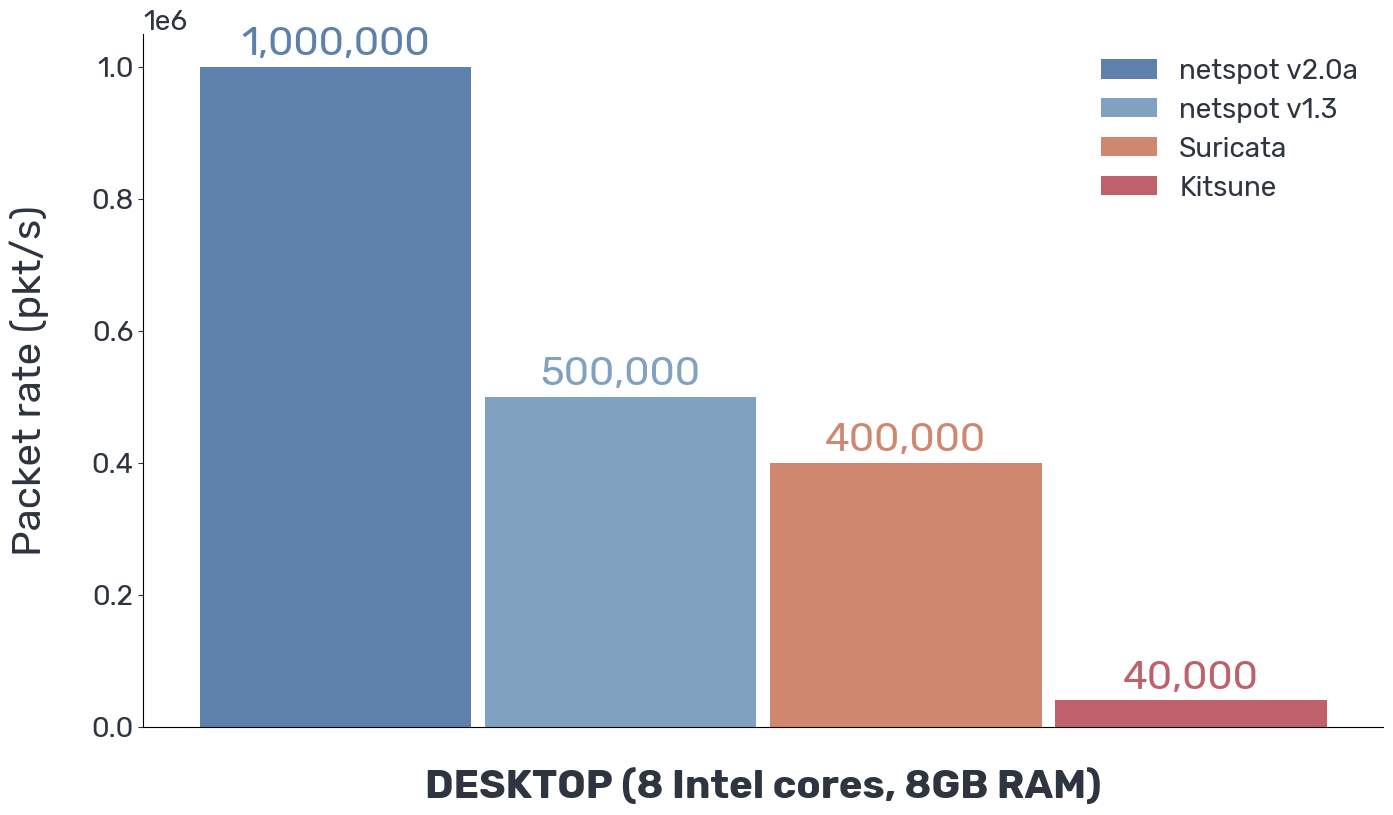 1e6
1,000,000
1.0
0.8
0.6
0.4
0.2
0.0
Packet rate (pkt/s)
500,000
400,000
40,000
netspot v2.0a
netspot v1.3
Suricata
Kitsune
DESKTOP (8 Intel cores, 8GB RAM)